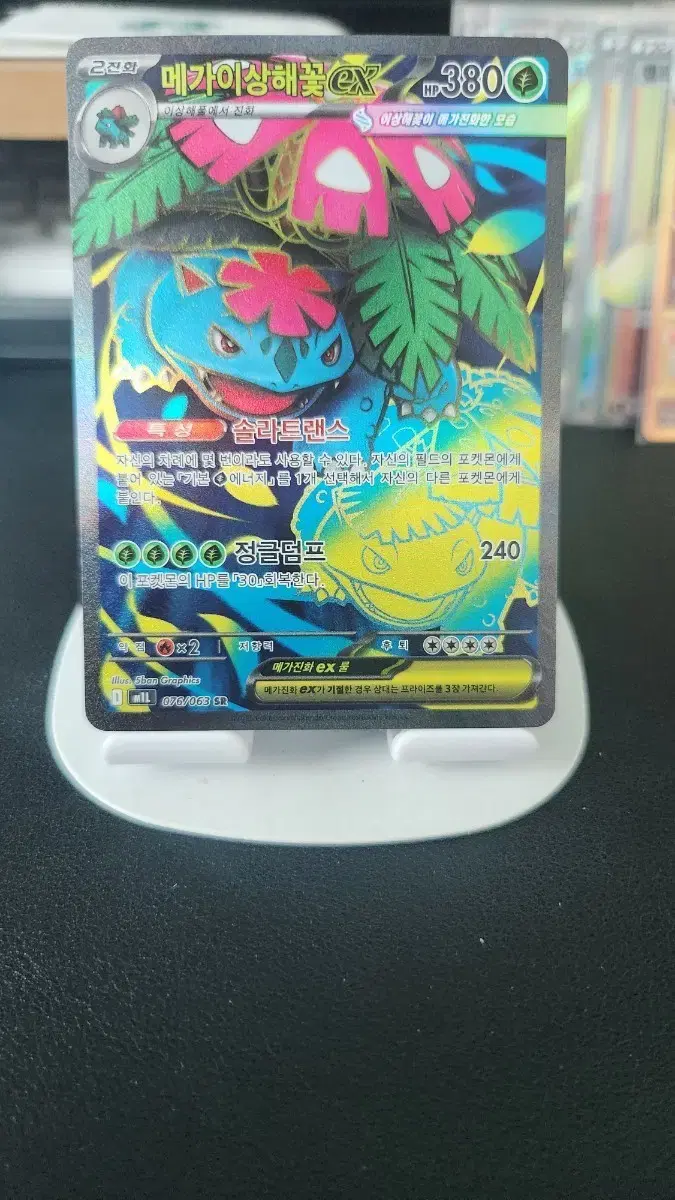 2진화 메가이상해꽃ex HP380
이상해풀에서 진화 이상해꽃이 메가진화한 모습
특성 솔라트랜스
자신의 차례에 몇 번이라도 사용할 수 있다. 자신의 필드의 포켓몬에게
붙어 있는 「기본 에너지」를 1개 선택해서 자신의 다른 포켓몬에게
붙인다.
정글덤프 240
이 포켓몬의 HP를 「30」회복한다.
약점 ×2 저항력 후퇴
메가진화 ex 룰
메가진화 ex가 기절한 경우 상대는 프라이즈를 3장 가져간다
Illus. 5ban Graphics
I M1L 076/063 SR